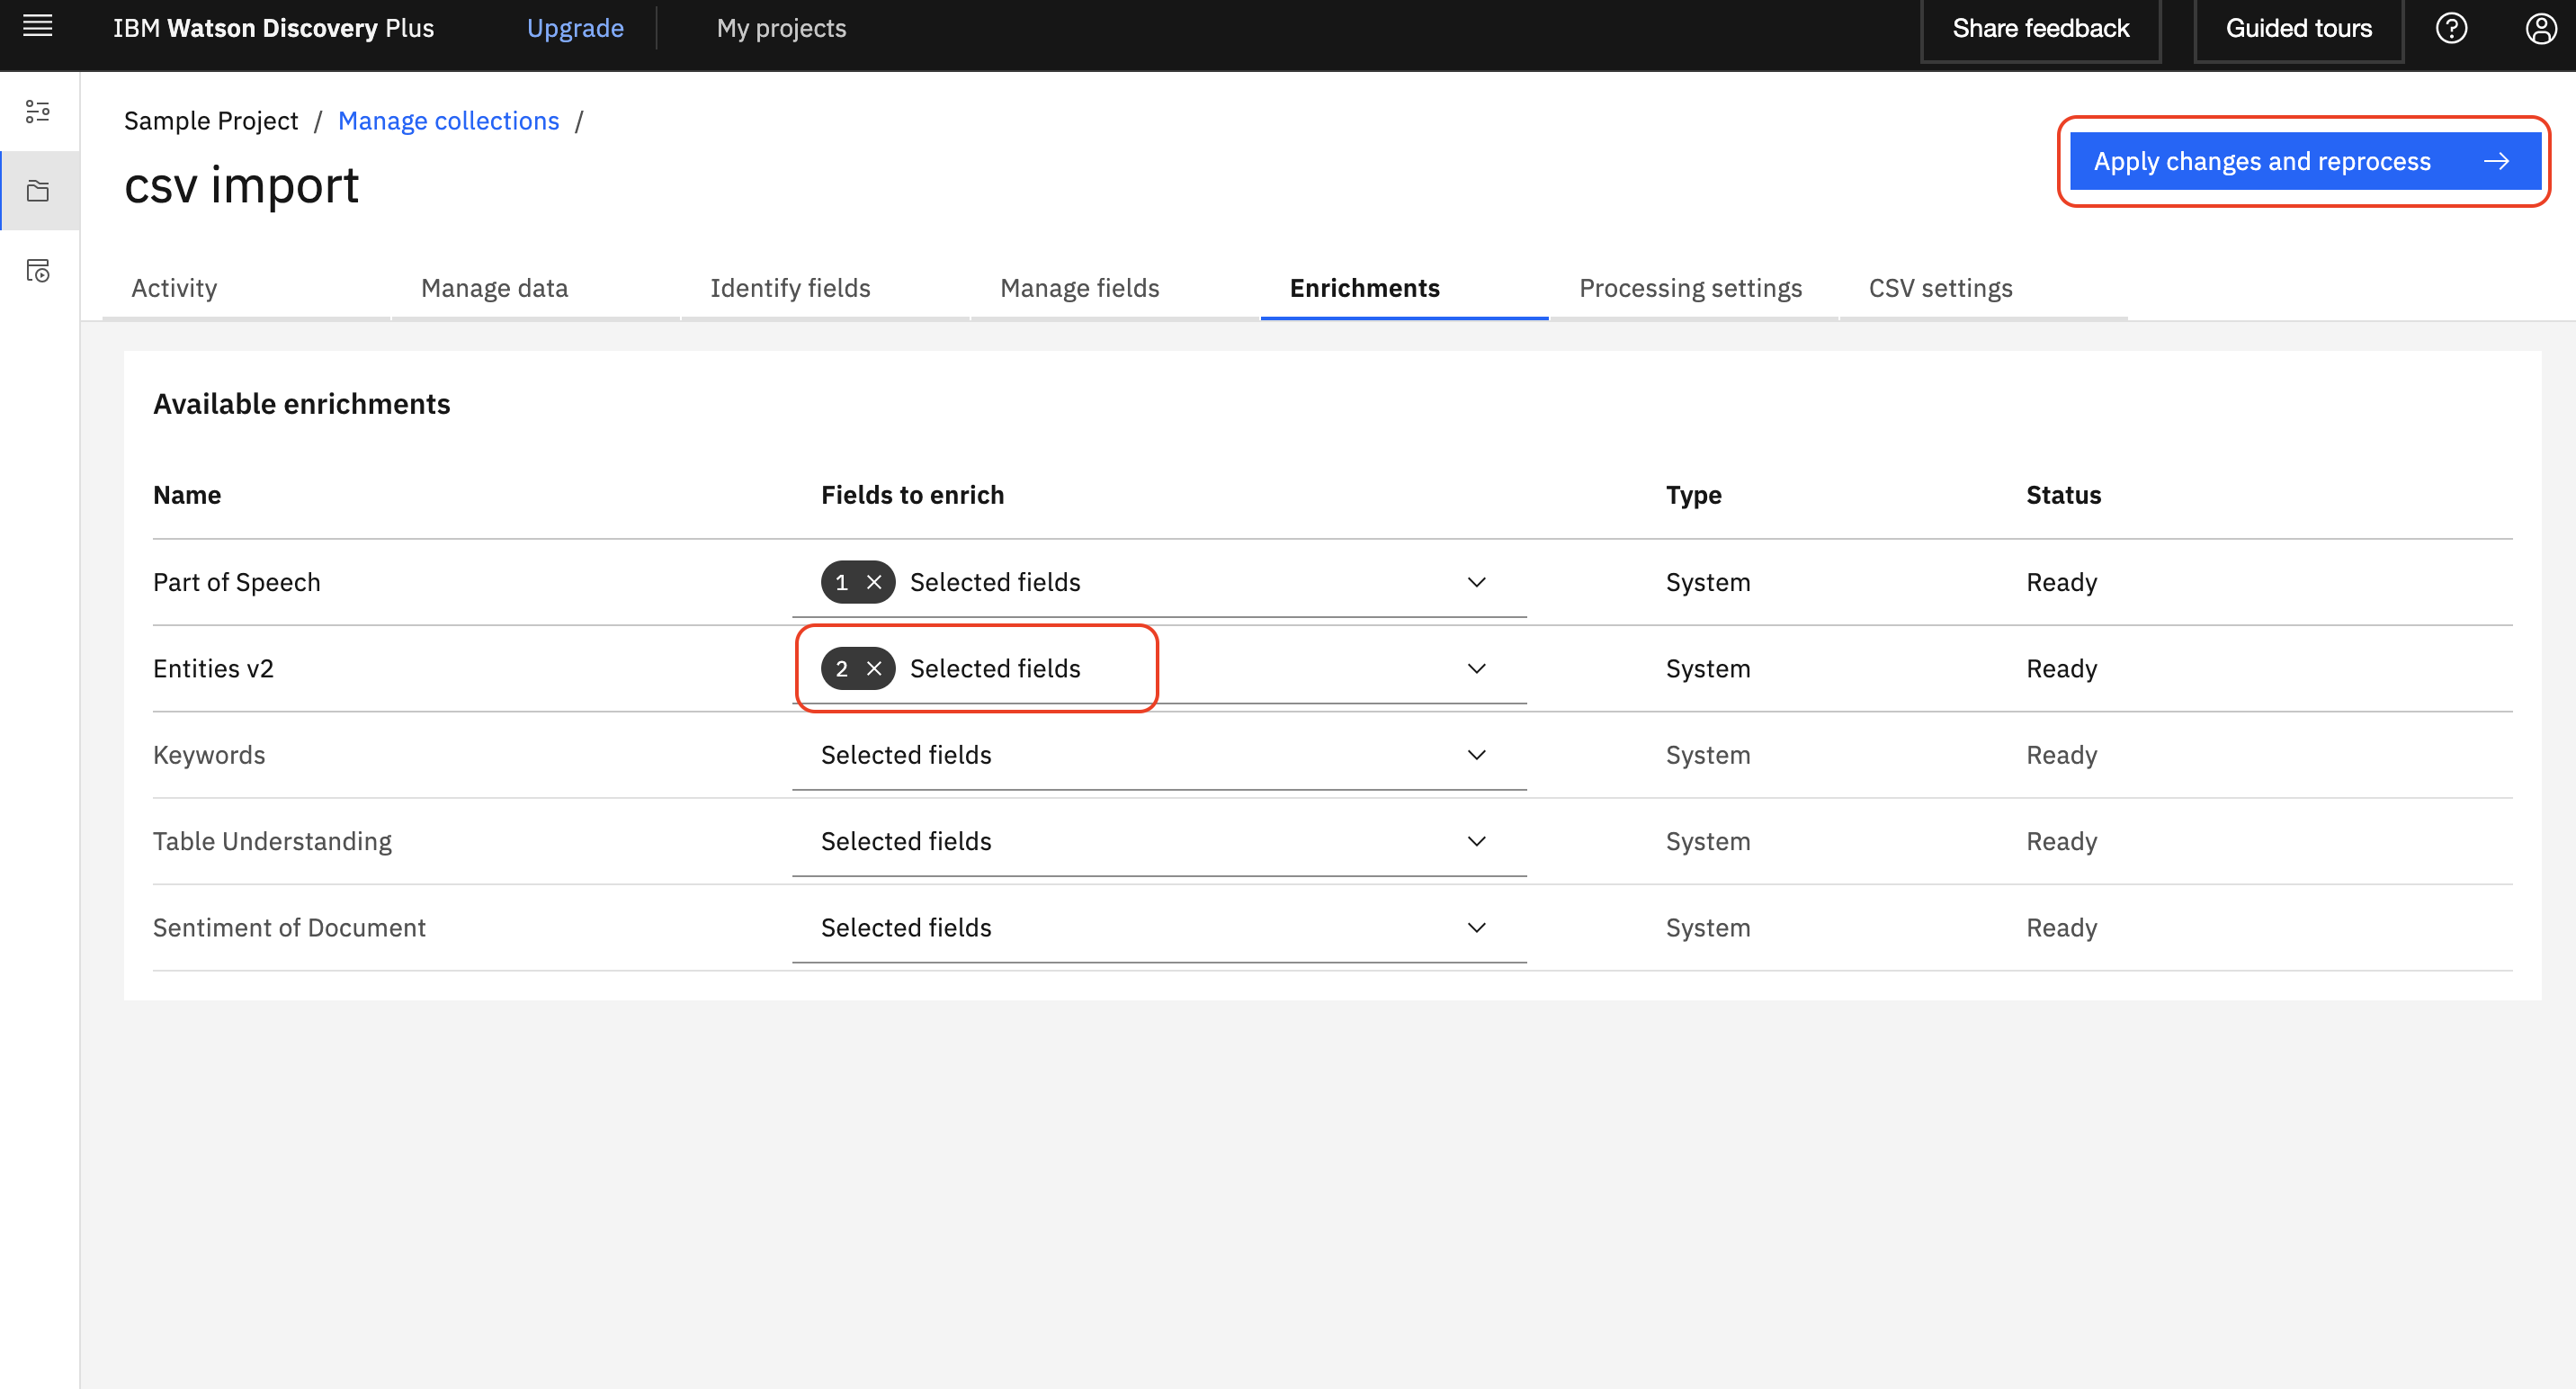 IBM Watson Discovery Plus Upgrade My projects Share feedback Guided tours
Sample Project / Manage collections /
Apply changes and reprocess
csv import
Activity Manage data Identify fields Manage fields Enrichments Processing settings CSV settings
Available enrichments
Name Fields to enrich Type Status
Part of Speech 1 Selected fields System Ready
Entities v2 2 Selected fields System Ready
Keywords Selected fields System Ready
Table Understanding Selected fields System Ready
Sentiment of Document Selected fields System Ready